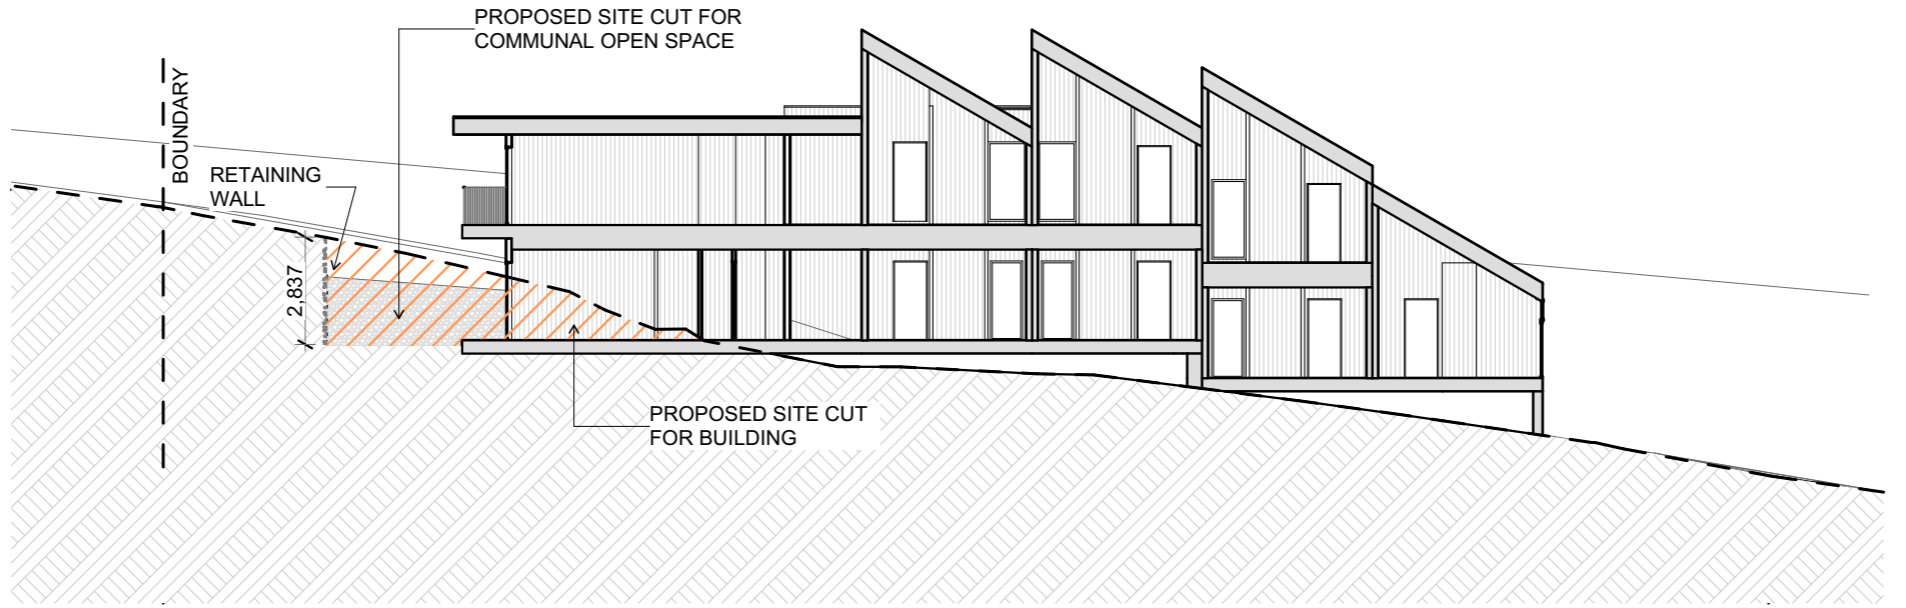 PROPOSED SITE CUT FOR
COMMUNAL OPEN SPACE
BOUNDARY
RETAINING
WALL
2,837
PROPOSED SITE CUT
FOR BUILDING